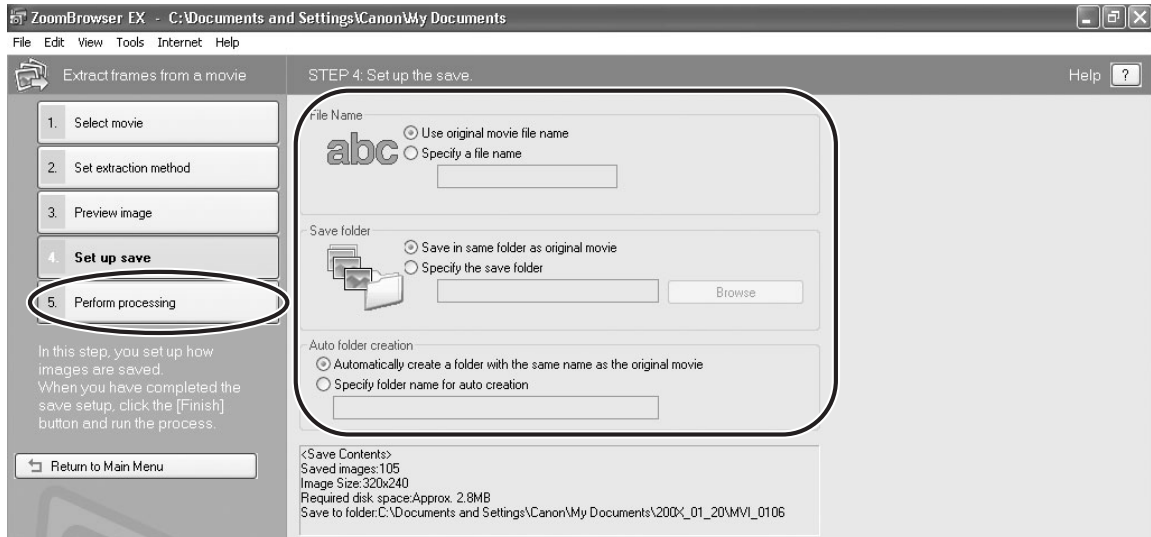 ZoomBrowser EX - C:\Documents and Settings\Canon\My Documents
File Edit View Tools Internet Help
Extract frames from a movie
STEP 4: Set up the save.
Help ?
1. Select movie
2. Set extraction method
3. Preview image
4. Set up save
5. Perform processing
In this step, you set up how
images are saved.
When you have completed the
save setup, click the [Finish]
button and run the process.
Return to Main Menu
File Name
abc
Use original movie file name
Specify a file name
Save folder
Save in same folder as original movie
Specify the save folder
Browse
Auto folder creation
Automatically create a folder with the same name as the original movie
Specify folder name for auto creation
<Save Contents>
Saved images:105
Image Size:320x240
Required disk space:Approx. 2.8MB
Save to folder:C:\Documents and Settings\Canon\My Documents\200X_01_20\MVI_0106